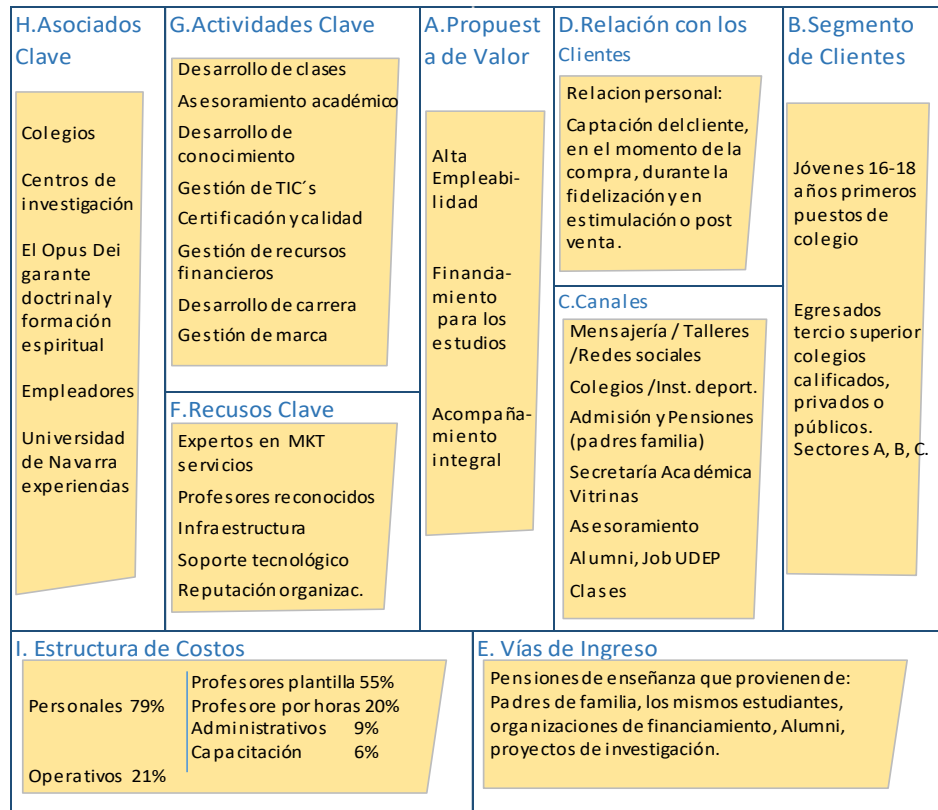 H.Asociados
Clave
Colegios
Centros de
investigación
El Opus Dei
garante
doctrinal y
formación
espiritual
Empleadores
Universidad
de Navarra
experiencias
G.Actividades Clave
Desarrollo de clases
Asesoramiento académico
Desarrollo de
conocimiento
Gestión de TIC´s
Certificación y calidad
Gestión de recursos
financieros
Desarrollo de carrera
Gestión de marca
F.Recusos Clave
Expertos en MKT
servicios
Profesores reconocidos
Infraestructura
Soporte tecnológico
Reputación organizac.
A.Propuest
a de Valor
Alta
Empleabi-
lidad
Financia-
miento
para los
estudios
Acompaña-
miento
integral
D.Relación con los
Clientes
Relacion personal:
Captación del cliente,
en el momento de la
compra, durante la
fidelización y en
estimulación o post
venta.
C.Canales
Mensajería / Talleres
/Redes sociales
Colegios /Inst. deport.
Admisión y Pensiones
(padres familia)
Secretaría Académica
Vitrinas
Asesoramiento
Alumni, Job UDEP
Clases
B.Segmento
de Clientes
Jóvenes 16-18
años primeros
puestos de
colegio
Egresados
tercio superior
colegios
calificados,
privados o
públicos.
Sectores A, B, C.
I. Estructura de Costos
Personales 79%
Profesores plantilla 55%
Profesore por horas 20%
Administrativos 9%
Capacitación 6%
Operativos 21%
E. Vías de Ingreso
Pensiones de enseñanza que provienen de:
Padres de familia, los mismos estudiantes,
organizaciones de financiamiento, Alumni,
proyectos de investigación.